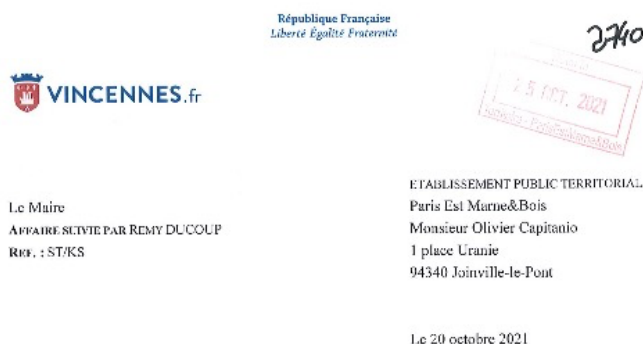 République Française
Liberté Égalité Fraternité
2740
VINCENNES.fr
25 OCT. 2021
ETABLISSEMENT PUBLIC TERRITORIAL
Paris Est Marne&Bois
Monsieur Olivier Capitanio
1 place Uranie
94340 Joinville-le-Pont
Le Maire
AFFAIRE SUIVIE PAR REMY DUCOUP
REF. : ST/KS
Le 20 octobre 2021